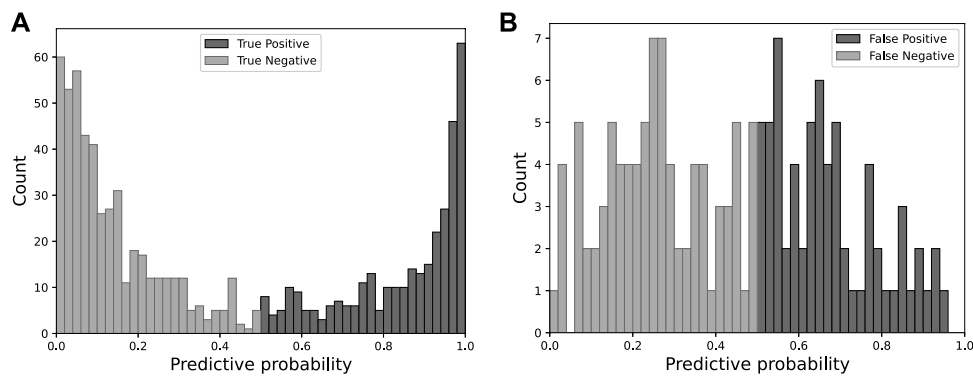 A
True Positive
True Negative
60
50
40
30
20
10
0
Count
0.0 0.2 0.4 0.6 0.8 1.0
Predictive probability
B
False Positive
False Negative
7
6
5
4
3
2
1
0
Count
0.0 0.2 0.4 0.6 0.8 1.0
Predictive probability